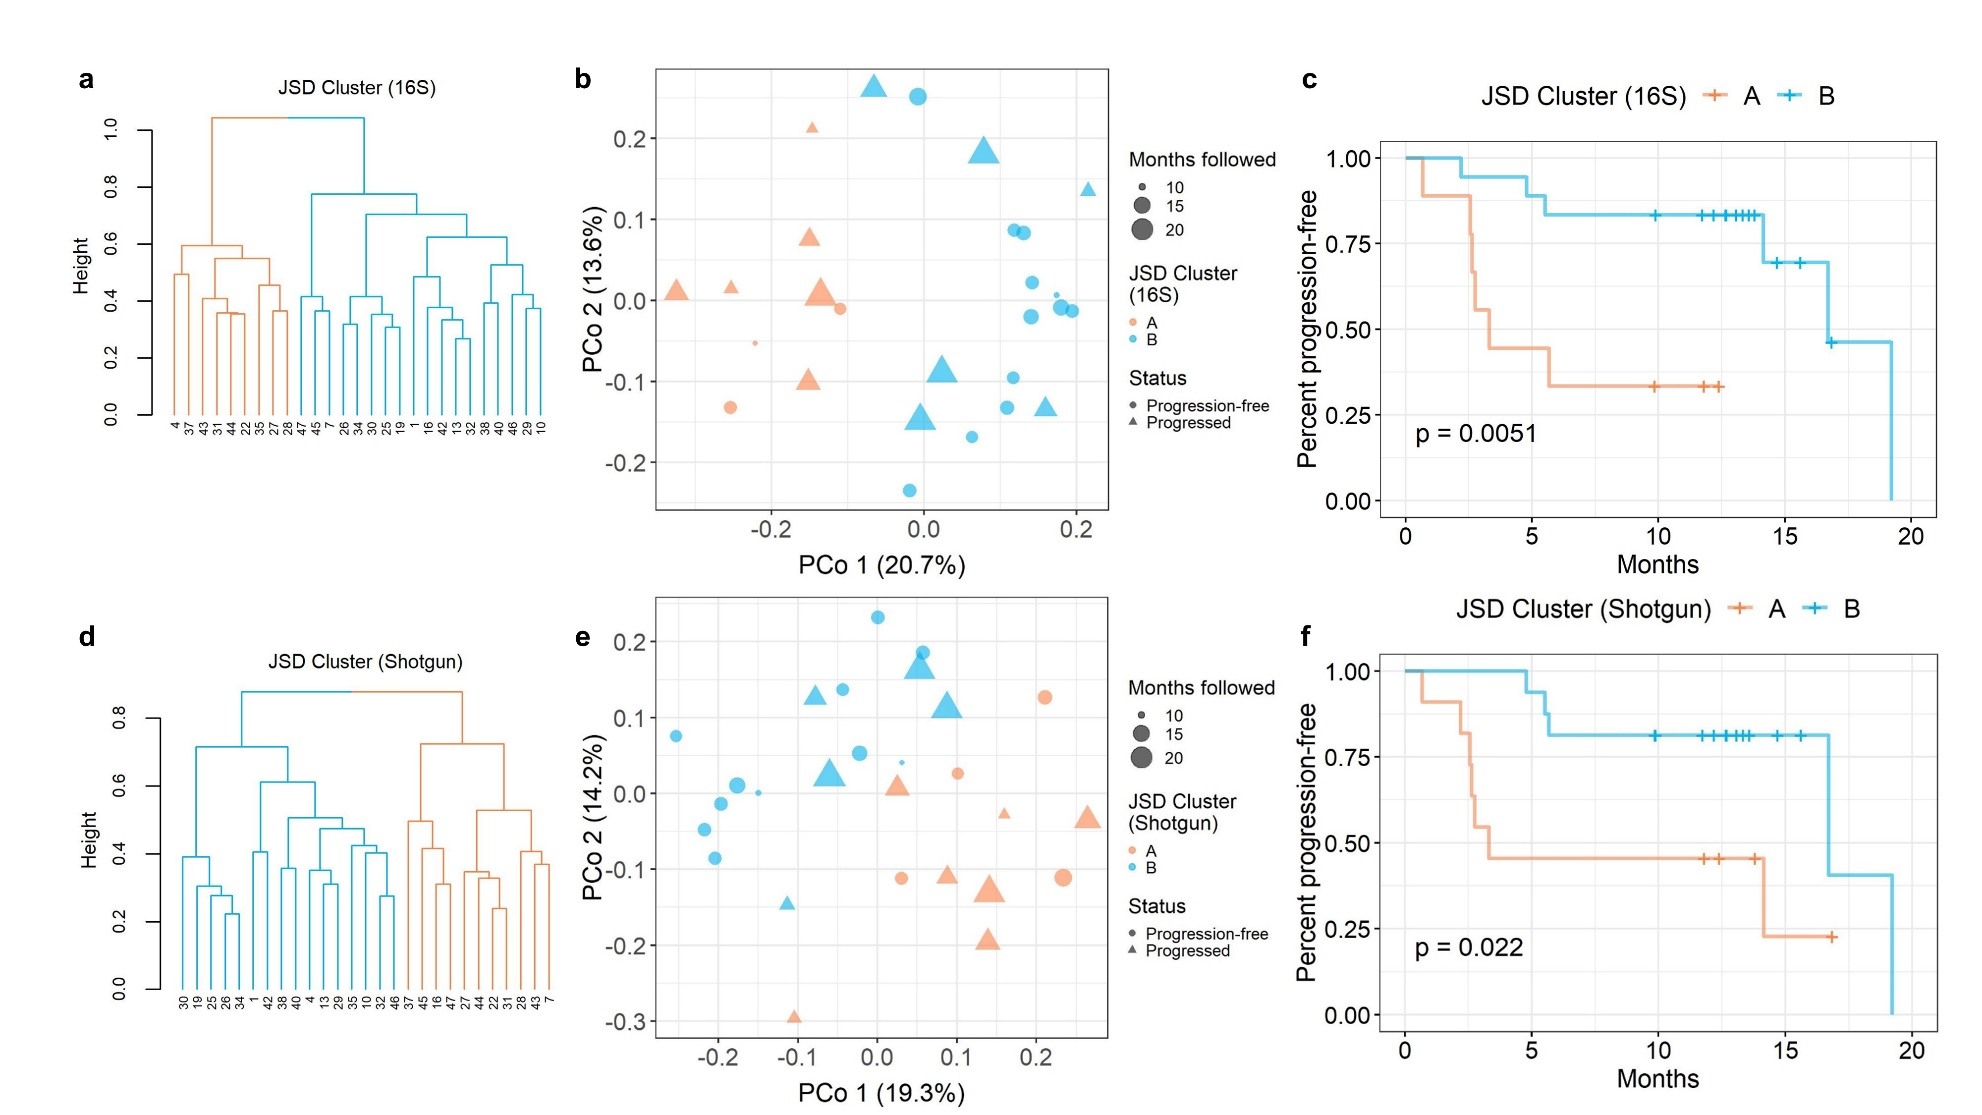 a
JSD Cluster (16S)
Height
1.0
0.8
0.6
0.4
0.2
0.0
4 37 43 31 44 22 35 27 28 47 45 7 26 34 30 25 19 1 16 42 13 32 38 40 46 29 10
b
PCo 2 (13.6%)
0.2
0.1
0.0
-0.1
-0.2
-0.2 0.0 0.2
PCo 1 (20.7%)
Months followed
10
15
20
JSD Cluster
(16S)
A
B
Status
Progression-free
Progressed
c
JSD Cluster (16S) A B
Percent progression-free
1.00
0.75
0.50
0.25
0.00
p = 0.0051
0 5 10 15 20
Months
d
JSD Cluster (Shotgun)
Height
0.8
0.6
0.4
0.2
0.0
30 19 25 26 34 1 42 38 40 4 13 29 35 10 32 46 37 45 16 47 27 44 22 31 28 43 7
e
PCo 2 (14.2%)
0.2
0.1
0.0
-0.1
-0.2
-0.3
-0.2 -0.1 0.0 0.1 0.2
PCo 1 (19.3%)
Months followed
10
15
20
JSD Cluster
(Shotgun)
A
B
Status
Progression-free
Progressed
f
JSD Cluster (Shotgun) A B
Percent progression-free
1.00
0.75
0.50
0.25
0.00
p = 0.022
0 5 10 15 20
Months